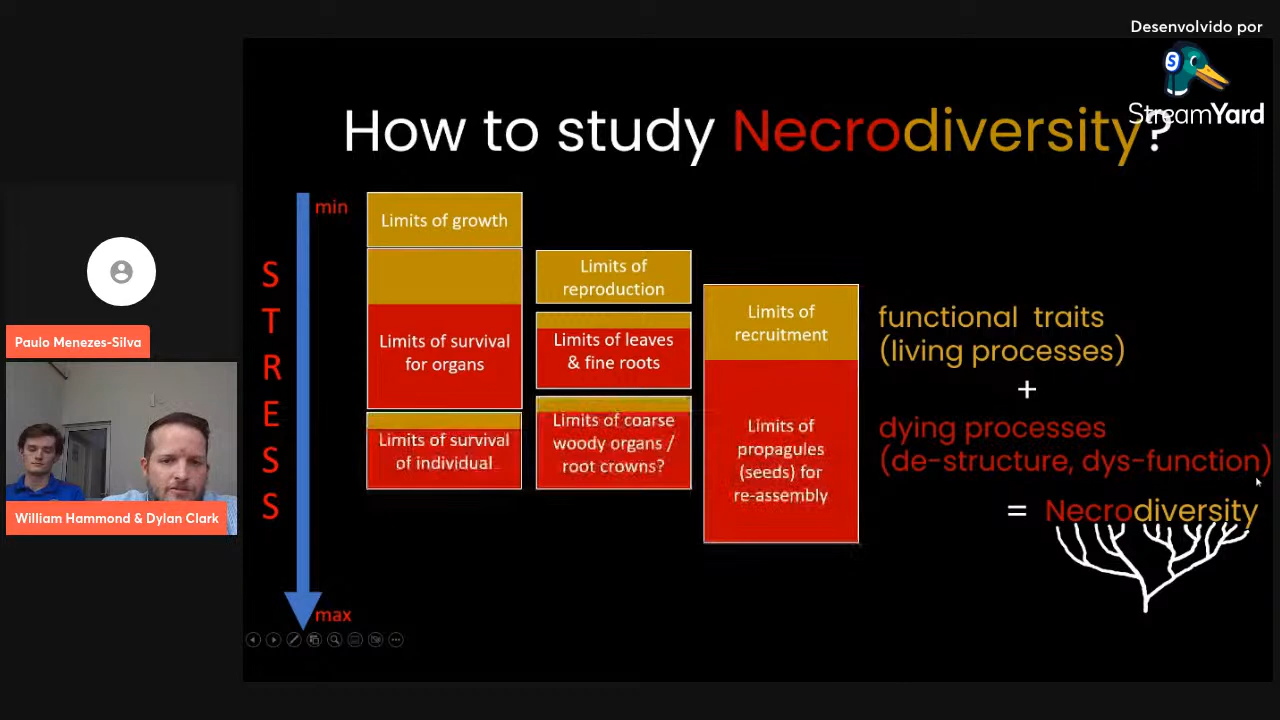 Desenvolvido por
StreamYard
How to study Necrodiversity?
min
STRESS
max
Limits of growth
Limits of survival
for organs
Limits of survival
of individual
Limits of
reproduction
Limits of leaves
& fine roots
Limits of coarse
woody organs /
root crowns?
Limits of
recruitment
Limits of
propagules
(seeds) for
re-assembly
functional traits
(living processes)
+
dying processes
(de-structure, dys-function)
= Necrodiversity
Paulo Menezes-Silva
William Hammond & Dylan Clark